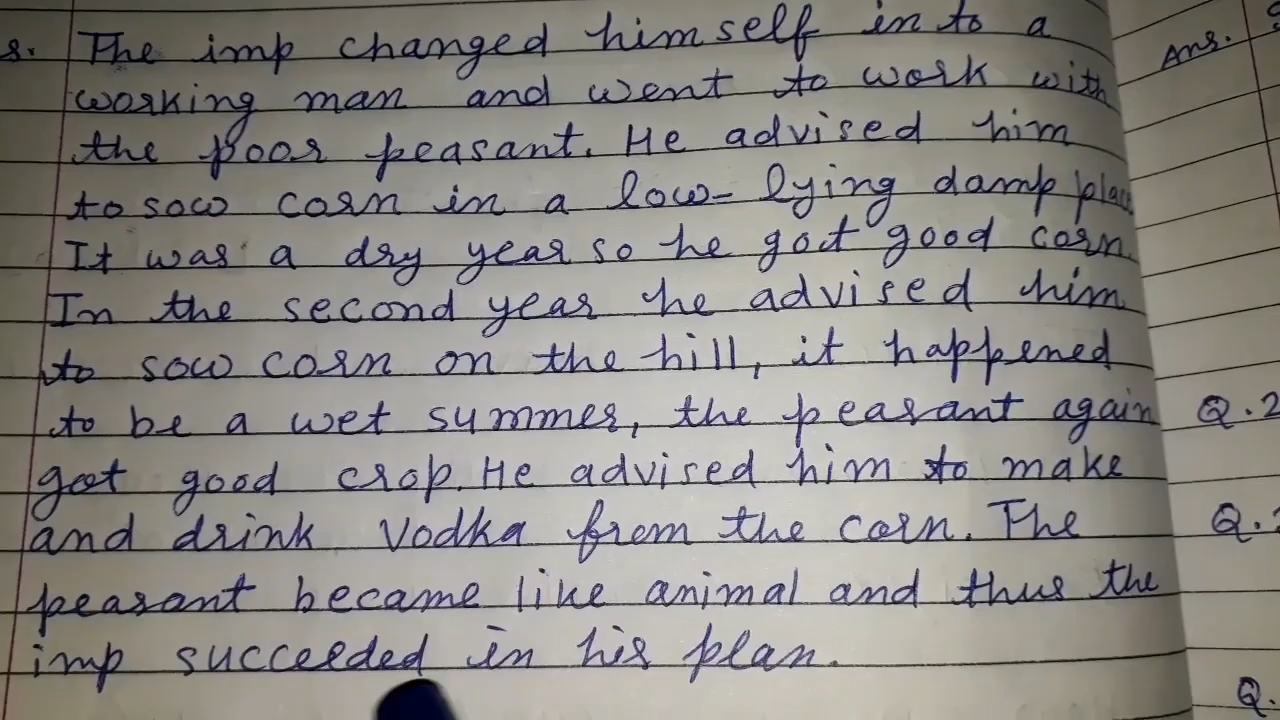 s. The imp changed himself in to a
working man and went to work with
the poor peasant. He advised him
to sow corn in a low-lying damp place
It was a dry year so he got good corn.
In the second year he advised him
to sow corn on the hill, it happened
to be a wet summer, the peasant again
got good crop. He advised him to make
and drink Vodka from the corn. The
peasant became like animal and thus the
imp succeeded in his plan.
Ans.
Q.2
Q.
Q.